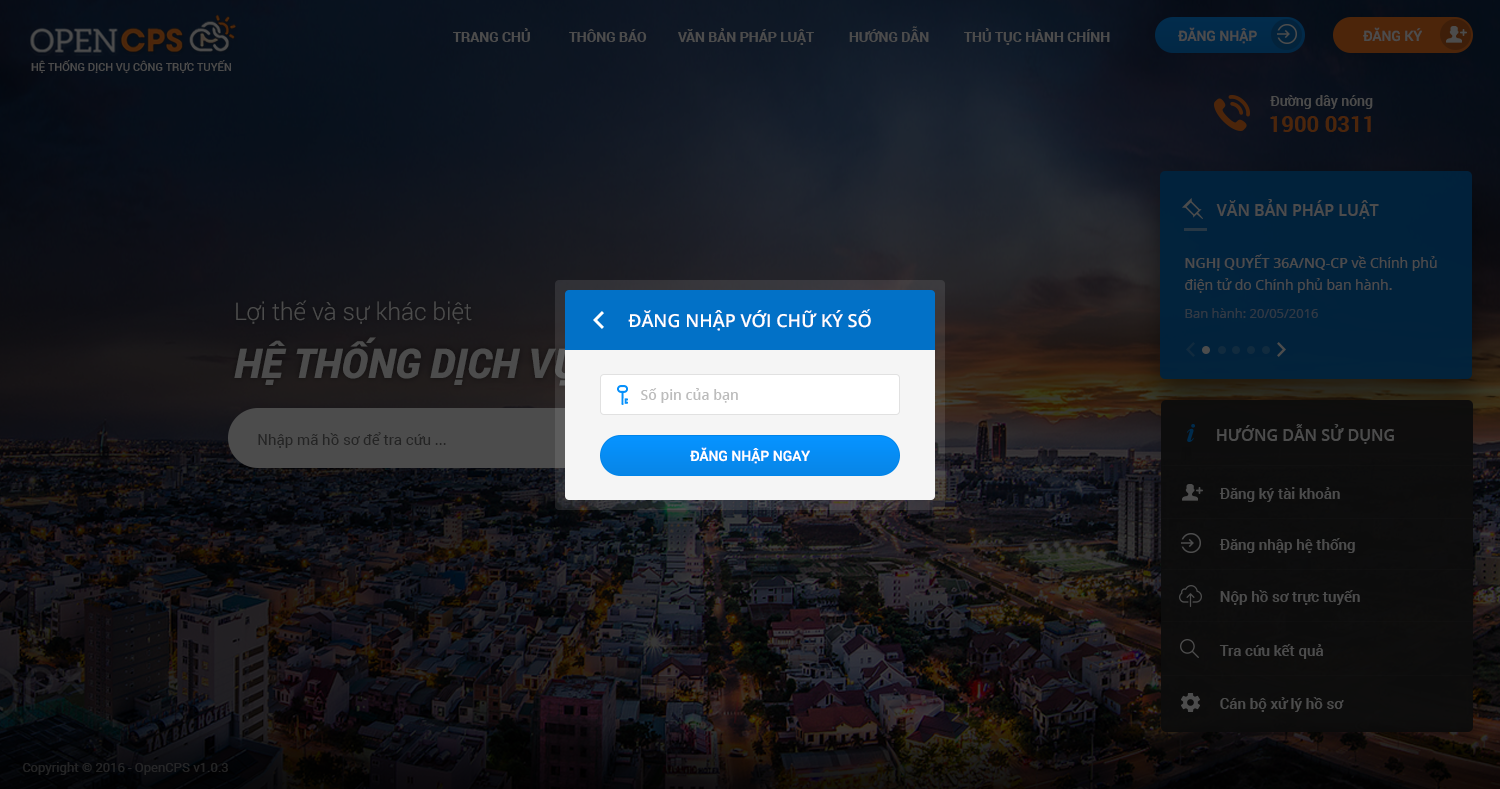 OPENCPS
HỆ THỐNG DỊCH VỤ CÔNG TRỰC TUYẾN
TRANG CHỦ
THÔNG BÁO
VĂN BẢN PHÁP LUẬT
HƯỚNG DẪN
THỦ TỤC HÀNH CHÍNH
ĐĂNG NHẬP
ĐĂNG KÝ
Đường dây nóng
1900 0311
VĂN BẢN PHÁP LUẬT
NGHỊ QUYẾT 36A/NQ-CP về Chính phủ
điện tử do Chính phủ ban hành.
Ban hành: 20/05/2016
Lợi thế và sự khác biệt
HỆ THỐNG DỊCH VỤ
Nhập mã hồ sơ để tra cứu ...
ĐĂNG NHẬP VỚI CHỮ KÝ SỐ
Số pin của bạn
ĐĂNG NHẬP NGAY
HƯỚNG DẪN SỬ DỤNG
Đăng ký tài khoản
Đăng nhập hệ thống
Nộp hồ sơ trực tuyến
Tra cứu kết quả
Cán bộ xử lý hồ sơ
TÂY BẮC HOTEL
Copyright © 2016 - OpenCPS v1.0.3